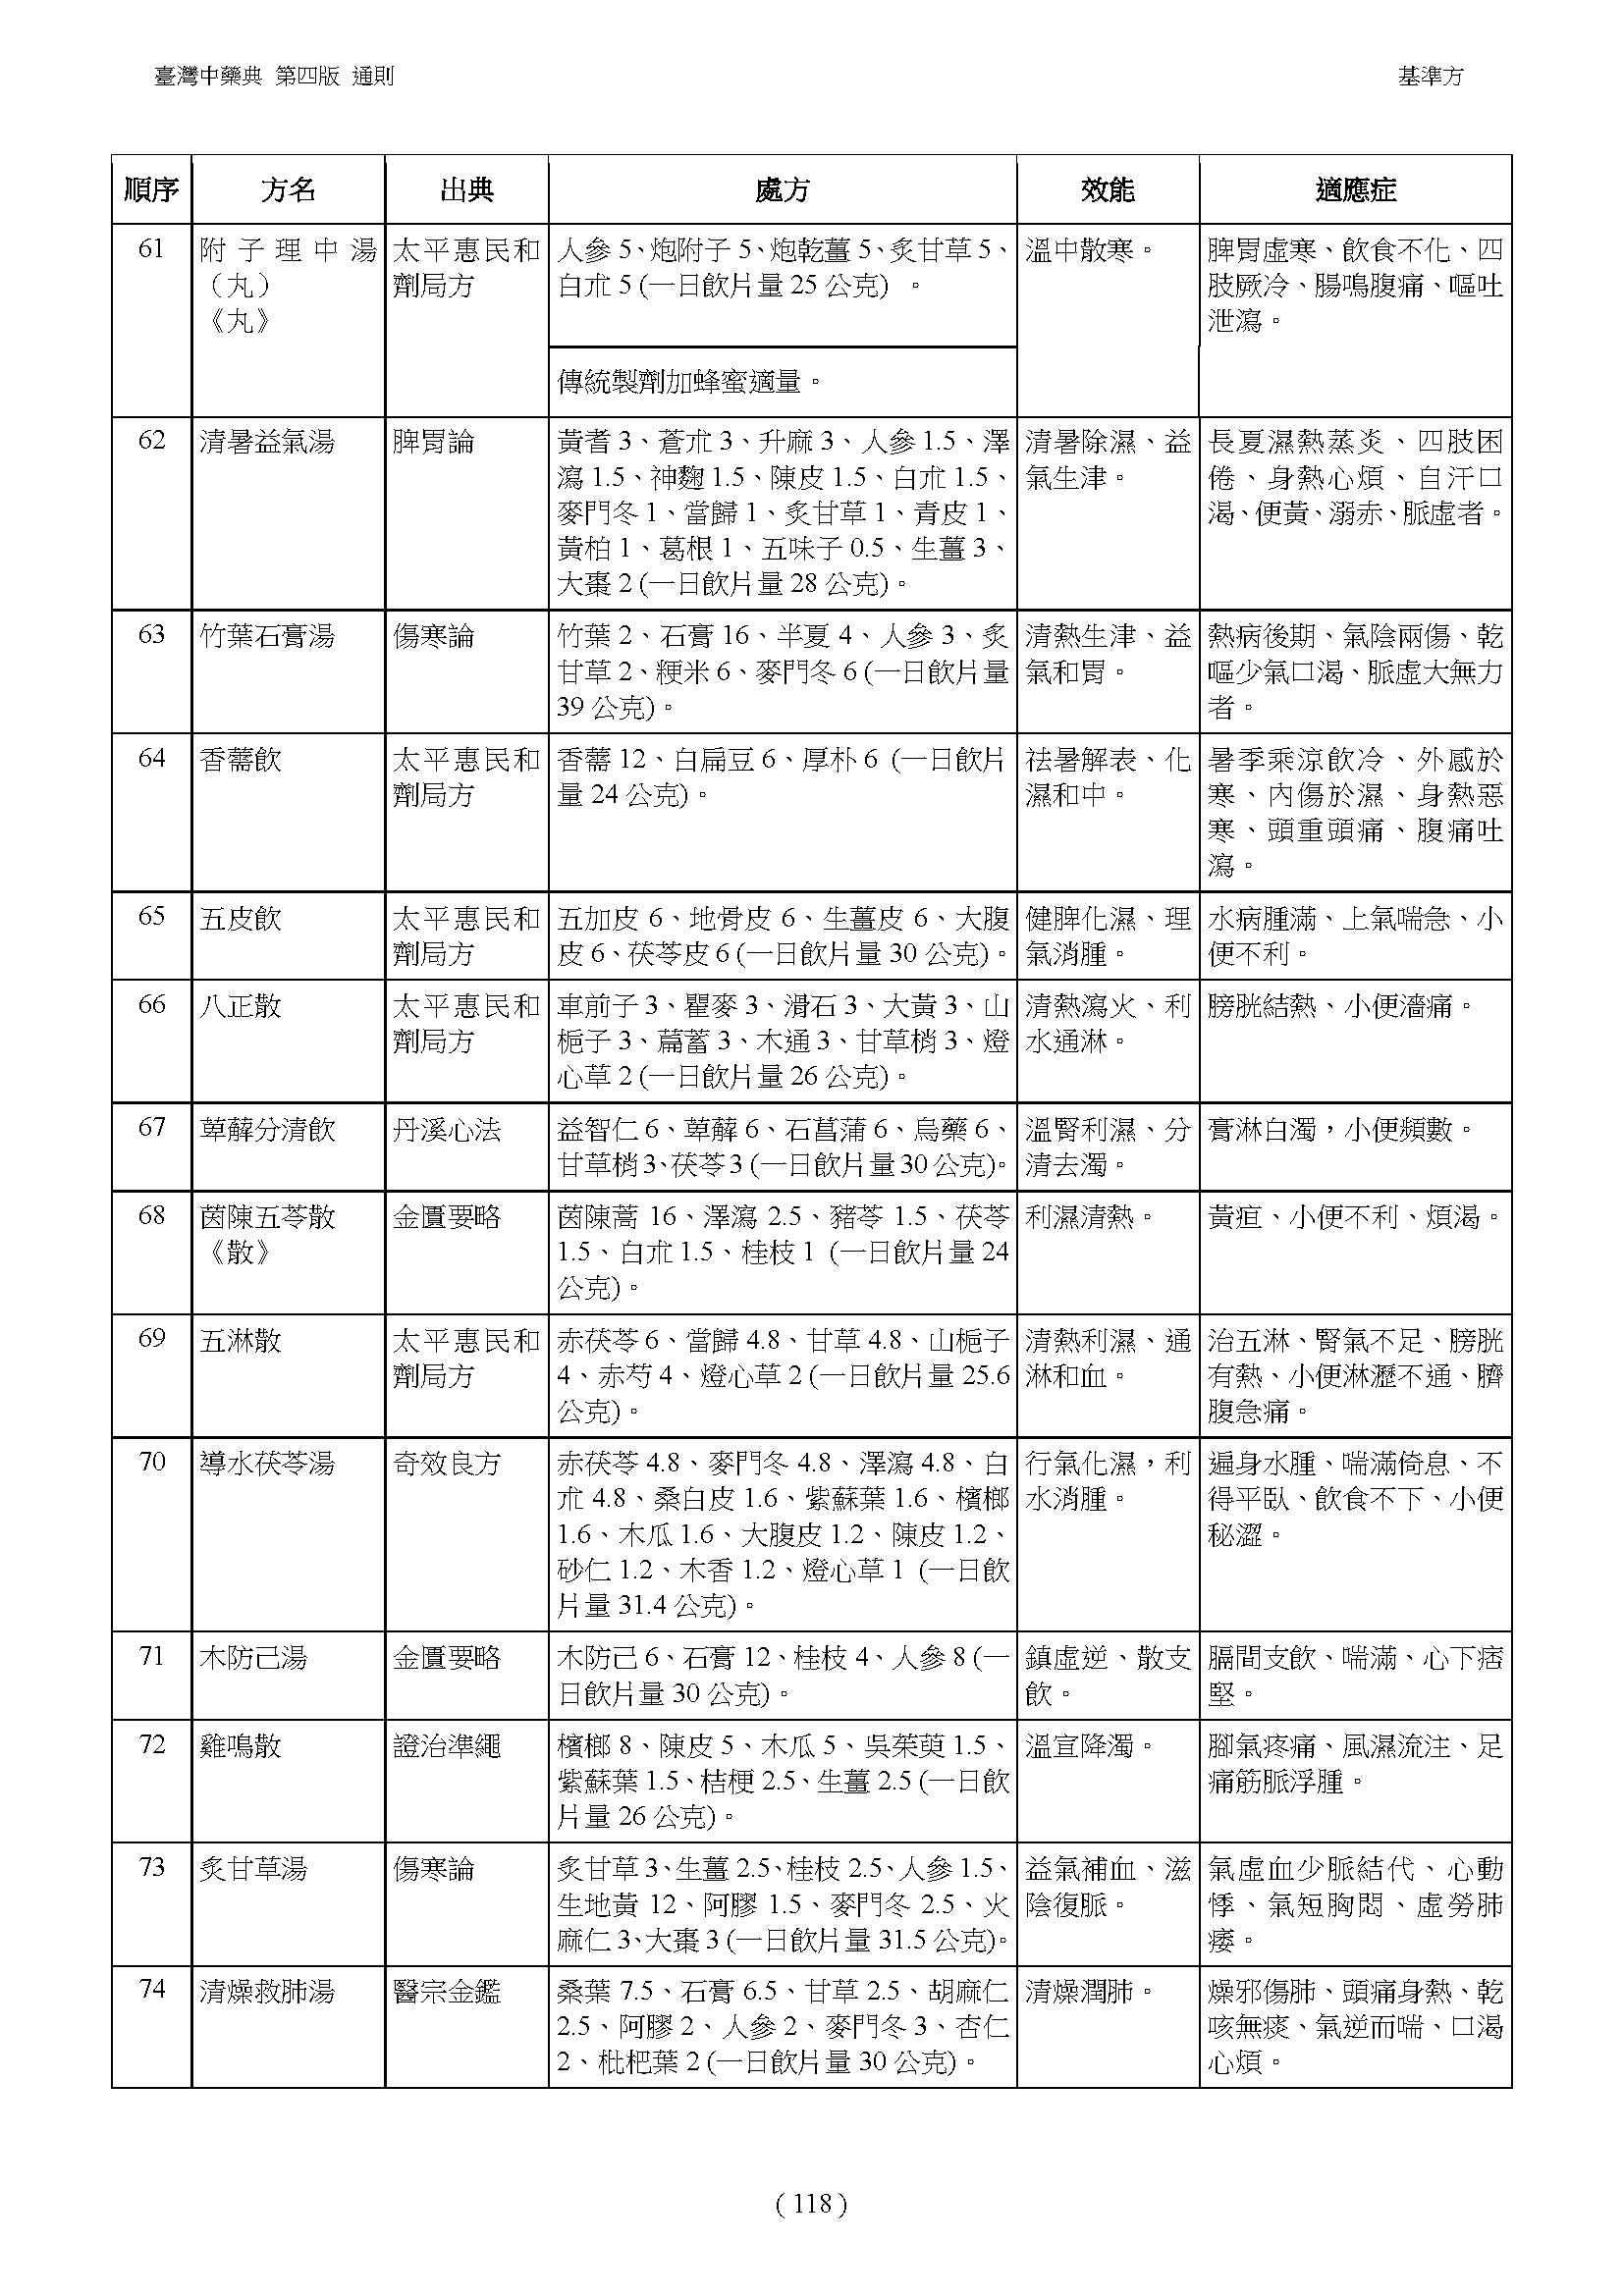 臺灣中藥典 第四版 通則 基準方
順序 方名 出典 處方 效能 適應症
61
附子理中湯
（丸）
《丸》
太平惠民和
劑局方
人參 5、炮附子 5、炮乾薑 5、炙甘草 5、
白朮 5 (一日飲片量 25 公克) 。
傳統製劑加蜂蜜適量。
溫中散寒。
脾胃虛寒、飲食不化、四
肢厥冷、腸鳴腹痛、嘔吐
泄瀉。
62
清暑益氣湯
脾胃論
黃耆 3、蒼朮 3、升麻 3、人參 1.5、澤
瀉 1.5、神麴 1.5、陳皮 1.5、白朮 1.5、
麥門冬 1、當歸 1、炙甘草 1、青皮 1、
黃柏 1、葛根 1、五味子 0.5、生薑 3、
大棗 2 (一日飲片量 28 公克)。
清暑除濕、益
氣生津。
長夏濕熱蒸炎、四肢困
倦、身熱心煩、自汗口
渴、便黃、溺赤、脈虛者。
63
竹葉石膏湯
傷寒論
竹葉 2、石膏 16、半夏 4、人參 3、炙
甘草 2、粳米 6、麥門冬 6 (一日飲片量
39 公克)。
清熱生津、益
氣和胃。
熱病後期、氣陰兩傷、乾
嘔少氣口渴、脈虛大無力
者。
64
香薷飲
太平惠民和
劑局方
香薷 12、白扁豆 6、厚朴 6 (一日飲片
量 24 公克)。
祛暑解表、化
濕和中。
暑季乘涼飲冷、外感於
寒、內傷於濕、身熱惡
寒、頭重頭痛、腹痛吐
瀉。
65
五皮飲
太平惠民和
劑局方
五加皮 6、地骨皮 6、生薑皮 6、大腹
皮 6、茯苓皮 6 (一日飲片量 30 公克)。
健脾化濕、理
氣消腫。
水病腫滿、上氣喘急、小
便不利。
66
八正散
太平惠民和
劑局方
車前子 3、瞿麥 3、滑石 3、大黃 3、山
梔子 3、萹蓄 3、木通 3、甘草梢 3、燈
心草 2 (一日飲片量 26 公克)。
清熱瀉火、利
水通淋。
膀胱結熱、小便濇痛。
67
萆薢分清飲
丹溪心法
益智仁 6、萆薢 6、石菖蒲 6、烏藥 6、
甘草梢 3、茯苓 3 (一日飲片量 30 公克)。
溫腎利濕、分
清去濁。
膏淋白濁，小便頻數。
68
茵陳五苓散
《散》
金匱要略
茵陳蒿 16、澤瀉 2.5、豬苓 1.5、茯苓
1.5、白朮 1.5、桂枝 1 (一日飲片量 24
公克)。
利濕清熱。
黃疸、小便不利、煩渴。
69
五淋散
太平惠民和
劑局方
赤茯苓 6、當歸 4.8、甘草 4.8、山梔子
4、赤芍 4、燈心草 2 (一日飲片量 25.6
公克)。
清熱利濕、通
淋和血。
治五淋、腎氣不足、膀胱
有熱、小便淋瀝不通、臍
腹急痛。
70
導水茯苓湯
奇效良方
赤茯苓 4.8、麥門冬 4.8、澤瀉 4.8、白
朮 4.8、桑白皮 1.6、紫蘇葉 1.6、檳榔
1.6、木瓜 1.6、大腹皮 1.2、陳皮 1.2、
砂仁 1.2、木香 1.2、燈心草 1 (一日飲
片量 31.4 公克)。
行氣化濕，利
水消腫。
遍身水腫、喘滿倚息、不
得平臥、飲食不下、小便
秘澀。
71
木防己湯
金匱要略
木防己 6、石膏 12、桂枝 4、人參 8 (一
日飲片量 30 公克)。
鎮虛逆、散支
飲。
膈間支飲、喘滿、心下痞
堅。
72
雞鳴散
證治準繩
檳榔 8、陳皮 5、木瓜 5、吳茱萸 1.5、
紫蘇葉 1.5、桔梗 2.5、生薑 2.5 (一日飲
片量 26 公克)。
溫宣降濁。
腳氣疼痛、風濕流注、足
痛筋脈浮腫。
73
炙甘草湯
傷寒論
炙甘草 3、生薑 2.5、桂枝 2.5、人參 1.5、
生地黃 12、阿膠 1.5、麥門冬 2.5、火
麻仁 3、大棗 3 (一日飲片量 31.5 公克)。
益氣補血、滋
陰復脈。
氣虛血少脈結代、心動
悸、氣短胸悶、虛勞肺
痿。
74
清燥救肺湯
醫宗金鑑
桑葉 7.5、石膏 6.5、甘草 2.5、胡麻仁
2.5、阿膠 2、人參 2、麥門冬 3、杏仁
2、枇杷葉 2 (一日飲片量 30 公克)。
清燥潤肺。
燥邪傷肺、頭痛身熱、乾
咳無痰、氣逆而喘、口渴
心煩。
( 118 )